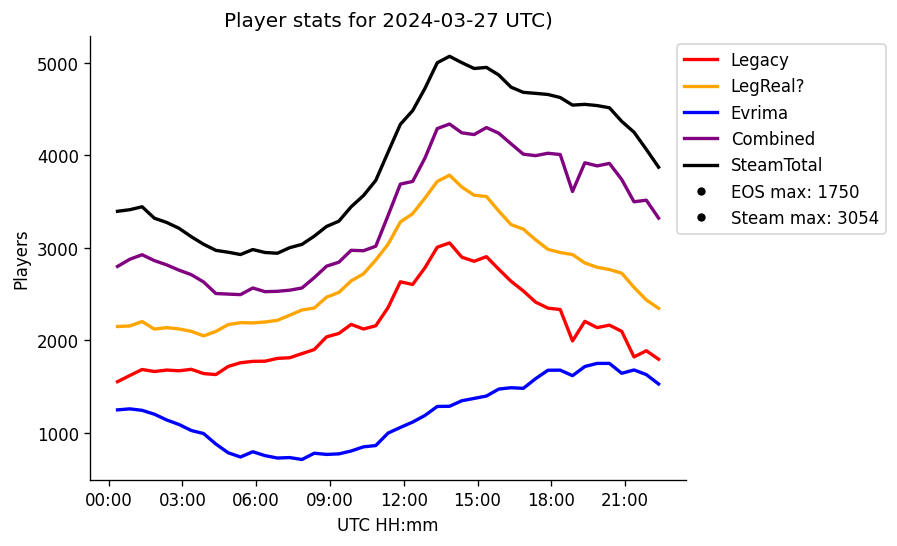 Player stats for 2024-03-27 UTC)
Legacy
LegReal?
Evrima
Combined
SteamTotal
EOS max: 1750
Steam max: 3054
Players
5000
4000
3000
2000
1000
00:00 03:00 06:00 09:00 12:00 15:00 18:00 21:00
UTC HH:mm